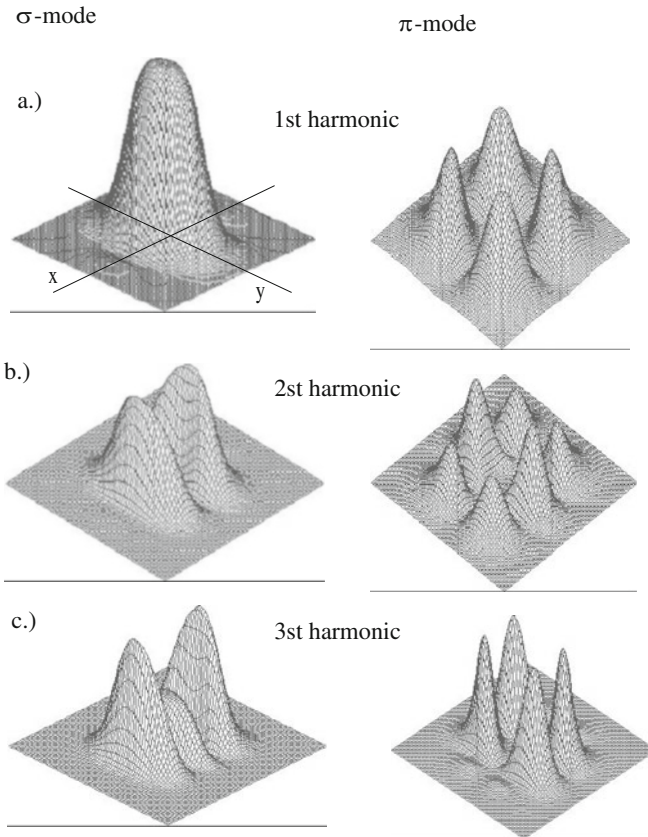 σ-mode
π-mode
a.)
1st harmonic
x
y
b.)
2st harmonic
c.)
3st harmonic